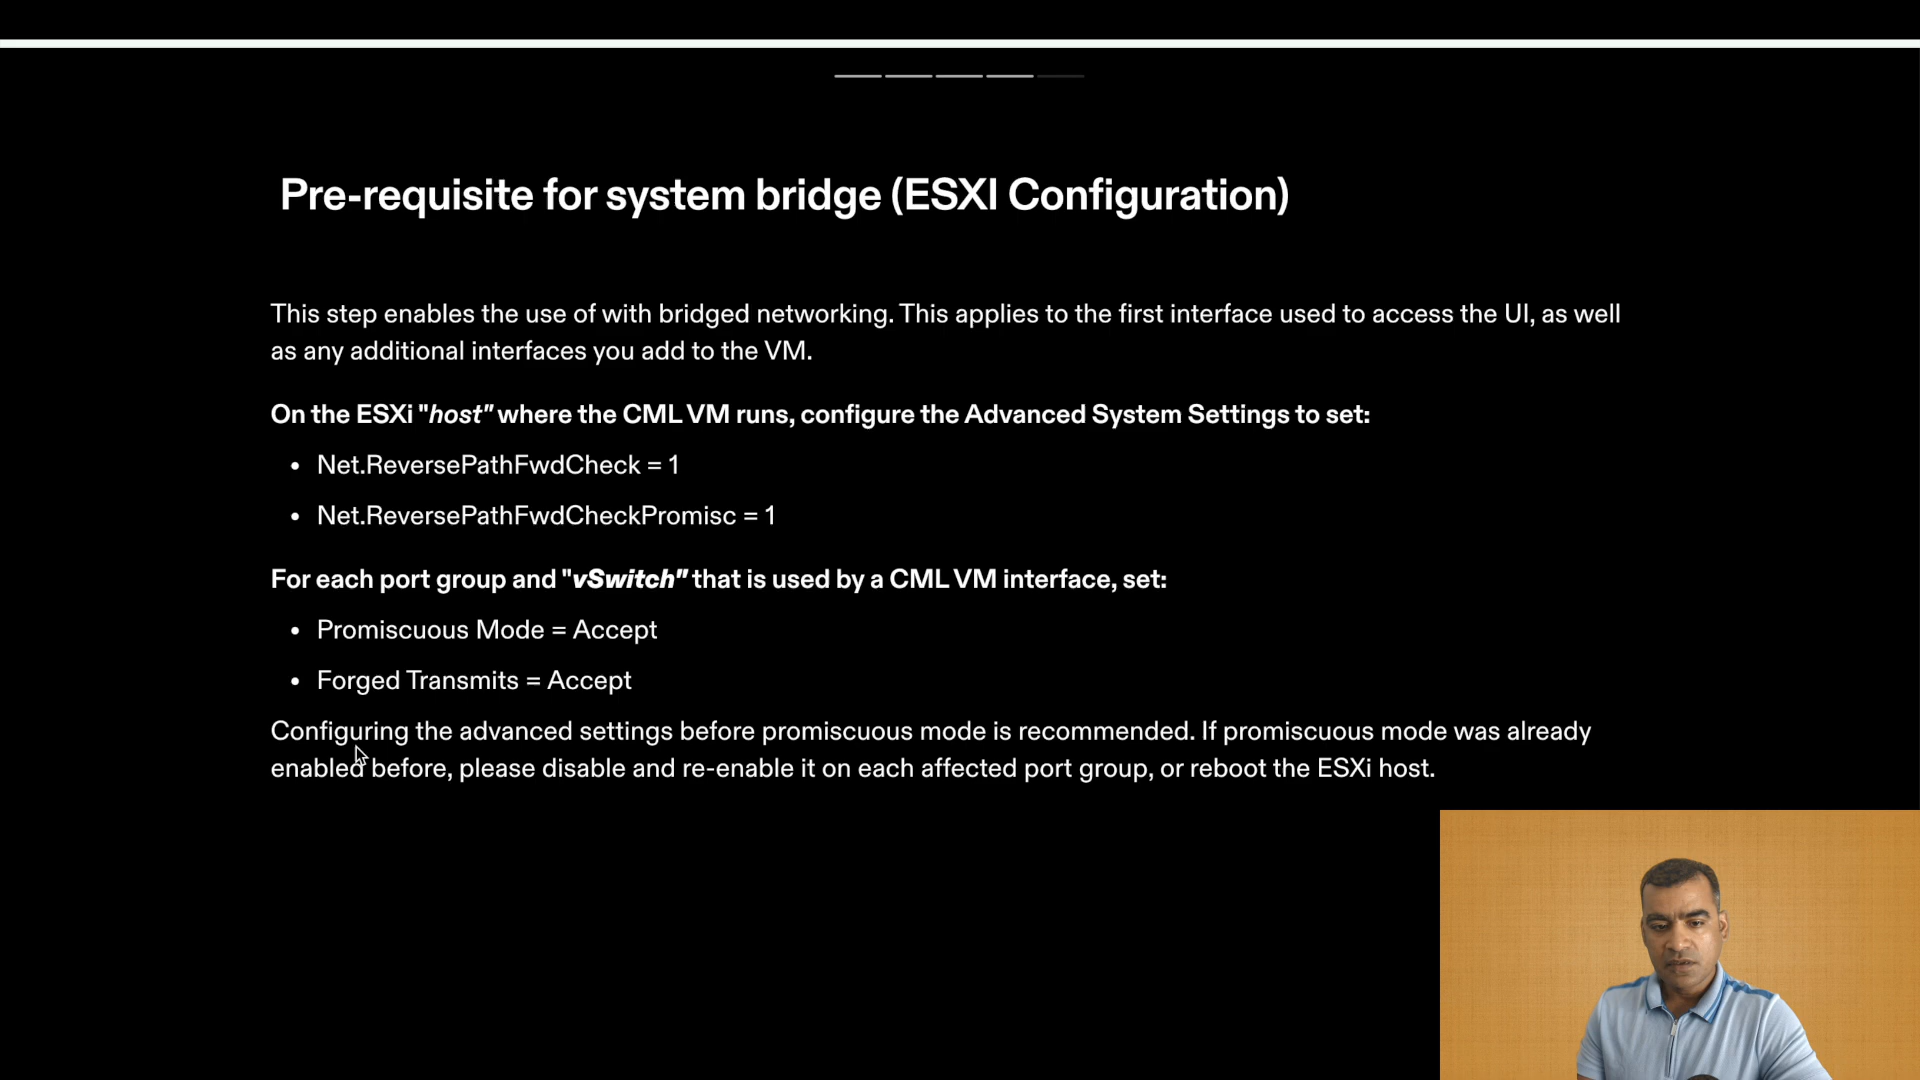 Pre-requisite for system bridge (ESXI Configuration)
This step enables the use of with bridged networking. This applies to the first interface used to access the UI, as well
as any additional interfaces you add to the VM.
On the ESXi "host" where the CML VM runs, configure the Advanced System Settings to set:
• Net.ReversePathFwdCheck = 1
• Net.ReversePathFwdCheckPromisc = 1
For each port group and "vSwitch" that is used by a CML VM interface, set:
• Promiscuous Mode = Accept
• Forged Transmits = Accept
Configuring the advanced settings before promiscuous mode is recommended. If promiscuous mode was already
enabled before, please disable and re-enable it on each affected port group, or reboot the ESXi host.